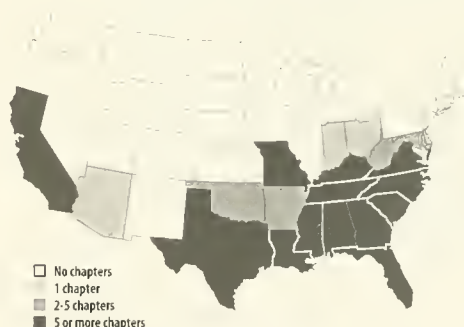 No chapters
1 chapter
2-5 chapters
5 or more chapters